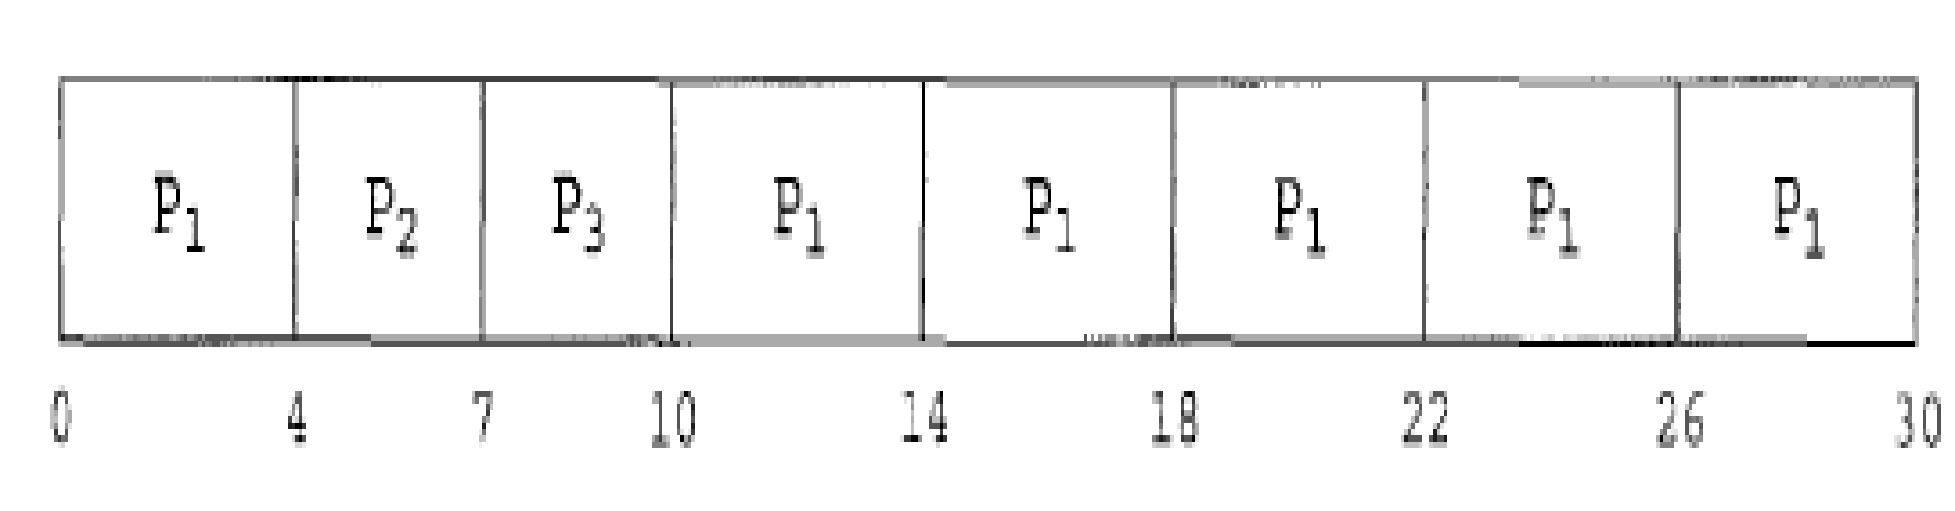 P₁ P₂ P₃ P₁ P₁ P₁ P₁ P₁
0 4 7 10 14 18 22 26 30